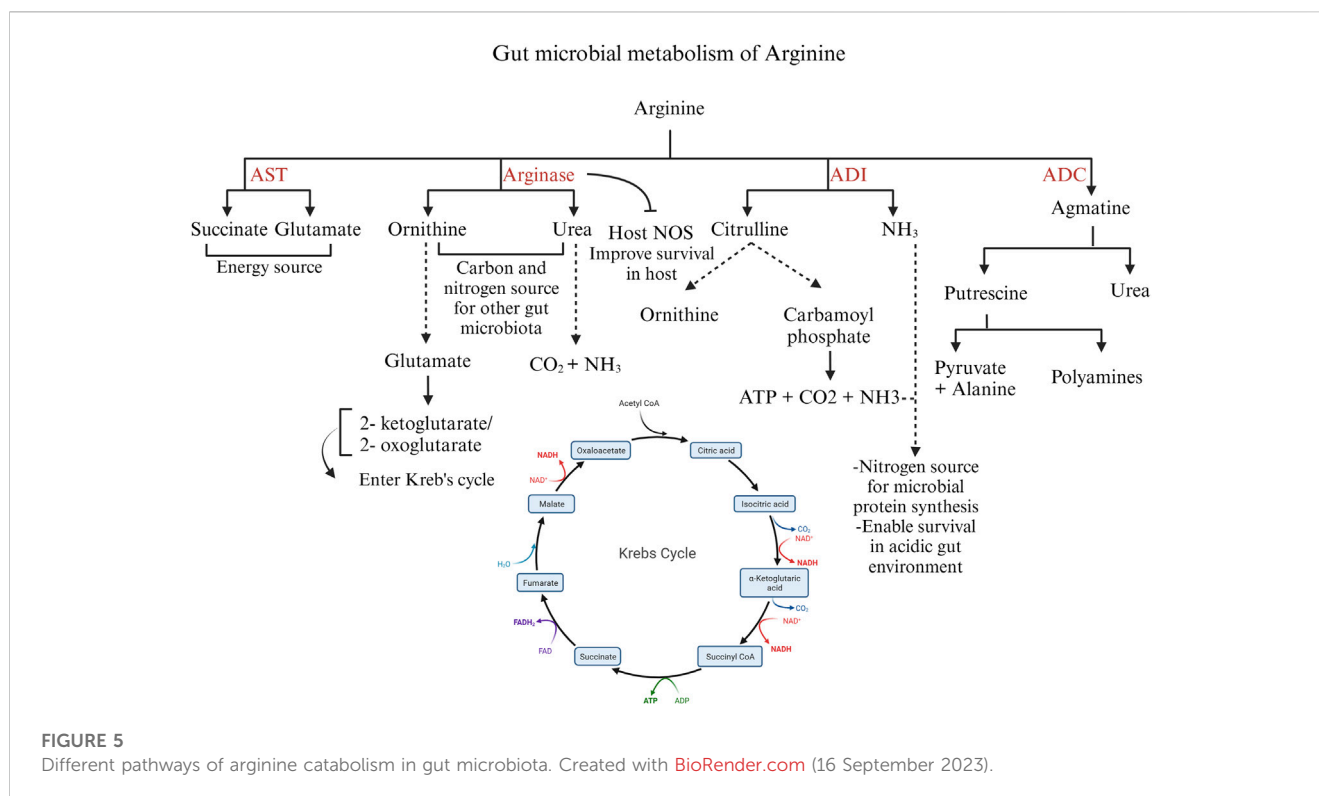 Gut microbial metabolism of Arginine
Arginine
AST
Arginase
ADI
ADC
Succinate Glutamate
Energy source
Ornithine
Urea
Carbon and
nitrogen source
for other gut
microbiota
Host NOS
Improve survival
in host
Citrulline
NH₃
Agmatine
Ornithine
Carbamoyl
phosphate
Putrescine
Urea
Glutamate
CO₂ + NH₃
ATP + CO2 + NH3
Pyruvate
+ Alanine
Polyamines
2- ketoglutarate/
2- oxoglutarate
Enter Kreb's cycle
-Nitrogen source
for microbial
protein synthesis
-Enable survival
in acidic gut
environment
Krebs Cycle
Acetyl CoA
Oxaloacetate
Citric acid
Isocitric acid
CO₂
NAD⁺
NADH
α-Ketoglutaric
acid
CO₂
NAD⁺
NADH
Succinyl CoA
ADP
ATP
Succinate
FAD
FADH₂
Fumarate
H₂O
Malate
NAD⁺
NADH
FIGURE 5
Different pathways of arginine catabolism in gut microbiota. Created with BioRender.com (16 September 2023).